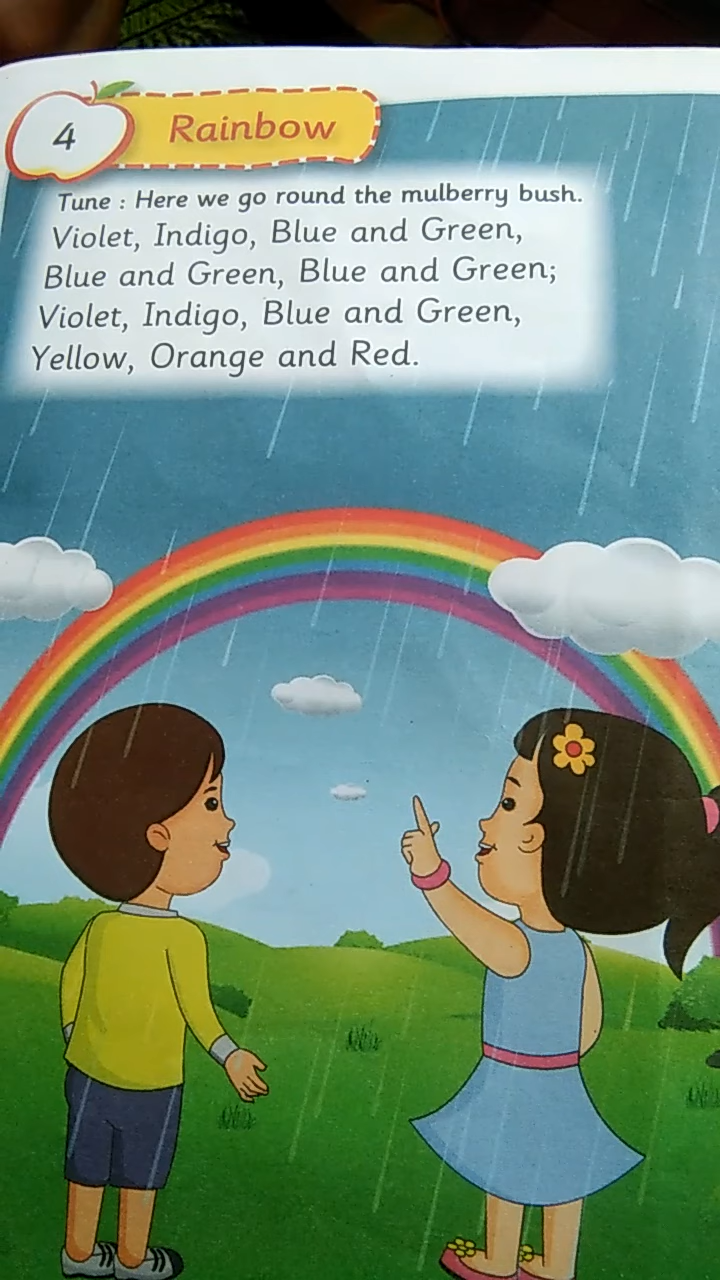 4
Rainbow
Tune : Here we go round the mulberry bush.
Violet, Indigo, Blue and Green,
Blue and Green, Blue and Green;
Violet, Indigo, Blue and Green,
Yellow, Orange and Red.